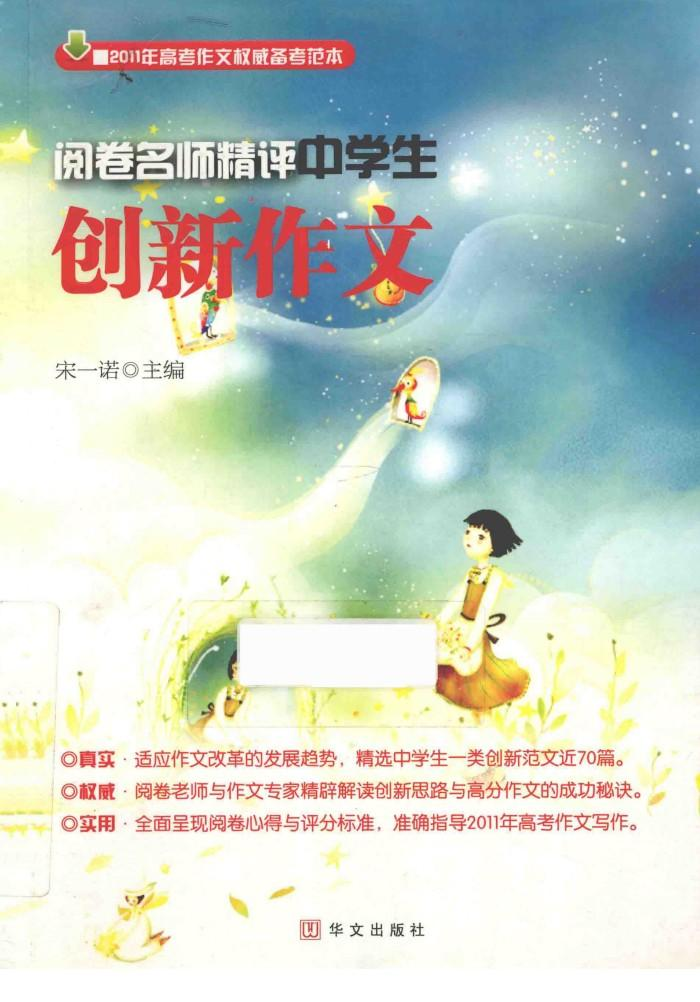 ■2011年高考作文权威备考范本
阅卷名师精评中学生
创新作文
宋一诺◎主编
◎真实·适应作文改革的发展趋势，精选中学生一类创新范文近70篇。
◎权威·阅卷老师与作文专家精辟解读创新思路与高分作文的成功秘诀。
◎实用·全面呈现阅卷心得与评分标准，准确指导2011年高考作文写作。
华文出版社